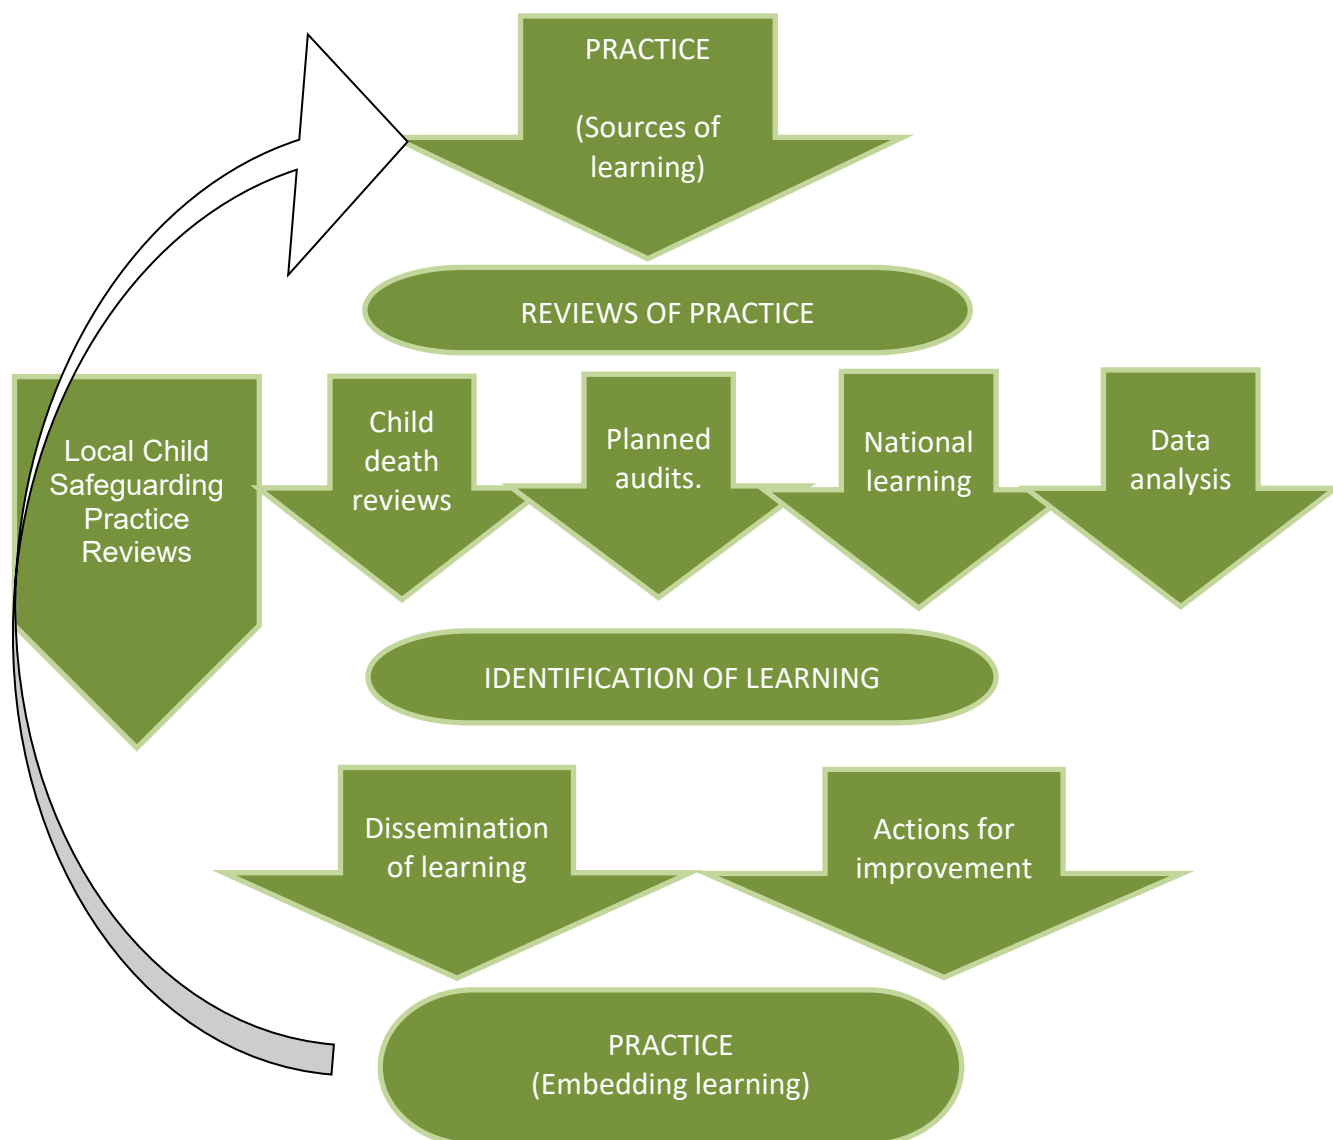 PRACTICE
(Sources of
learning)
REVIEWS OF PRACTICE
Local Child
Safeguarding
Practice
Reviews
Child
death
reviews
Planned
audits.
National
learning
Data
analysis
IDENTIFICATION OF LEARNING
Dissemination
of learning
Actions for
improvement
PRACTICE
(Embedding learning)